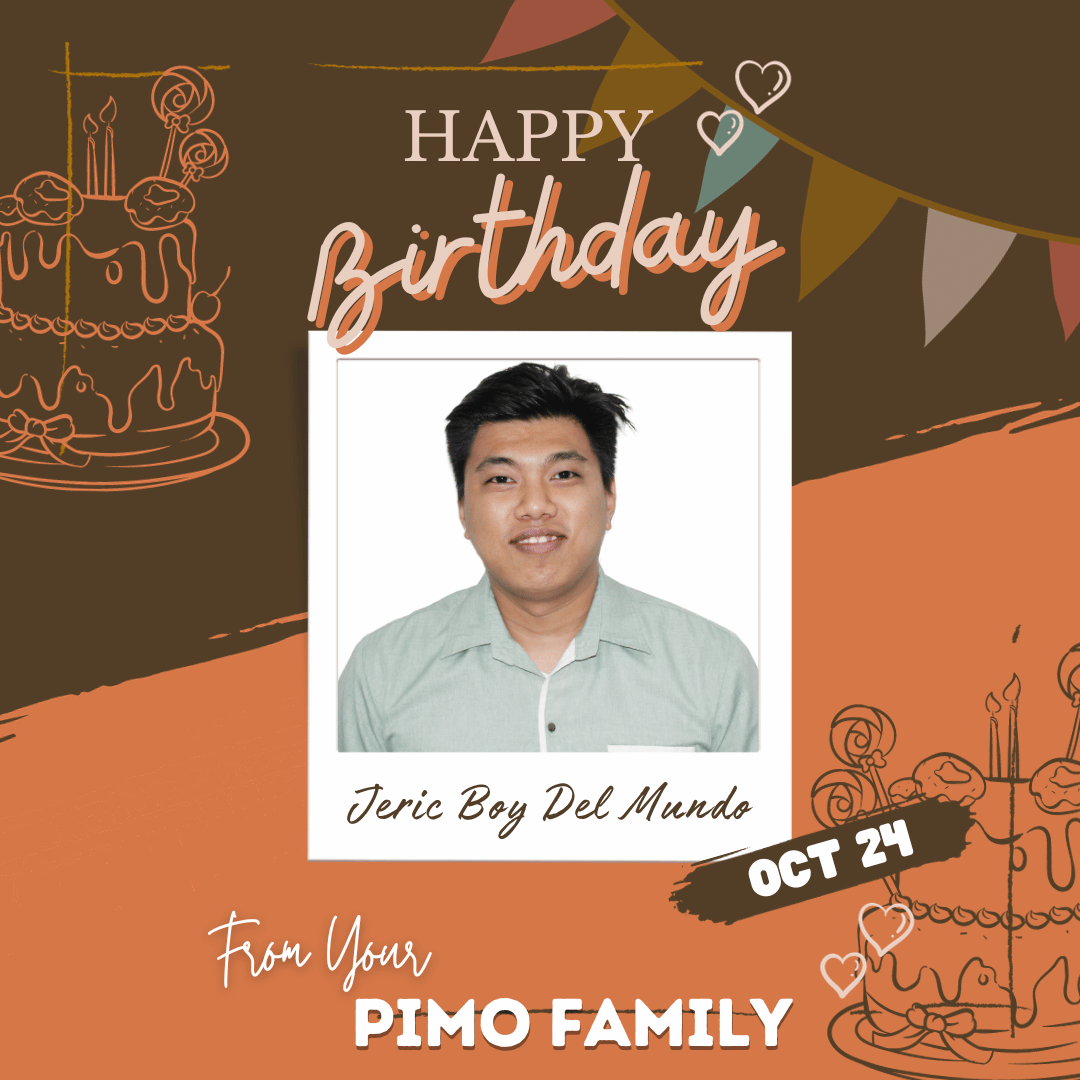 HAPPY
Birthday
Jeric Boy Del Mundo
OCT 24
From Your
PIMO FAMILY